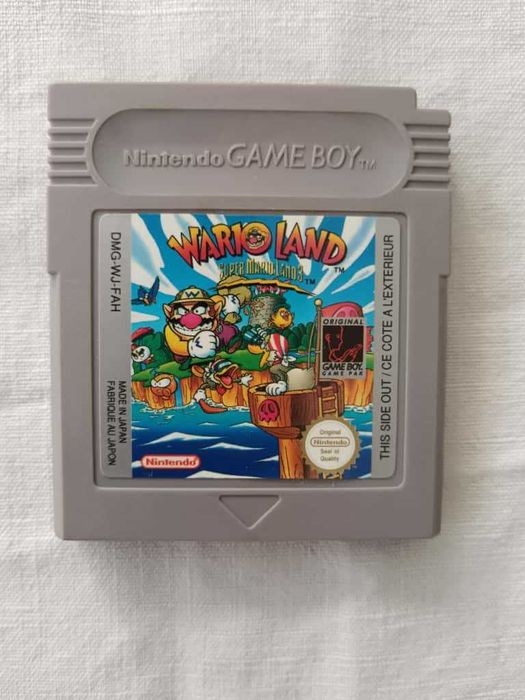 Nintendo GAME BOY TM
WARIO LAND TM
SUPER MARIO LAND 3 TM
DMG-WJ-FAH
MADE IN JAPAN
FABRIQUE AU JAPON
ORIGINAL
GAME BOY
GAME PAK
Original
Nintendo
Seal of
Quality
Nintendo
THIS SIDE OUT / CE COTE A L'EXTERIEUR